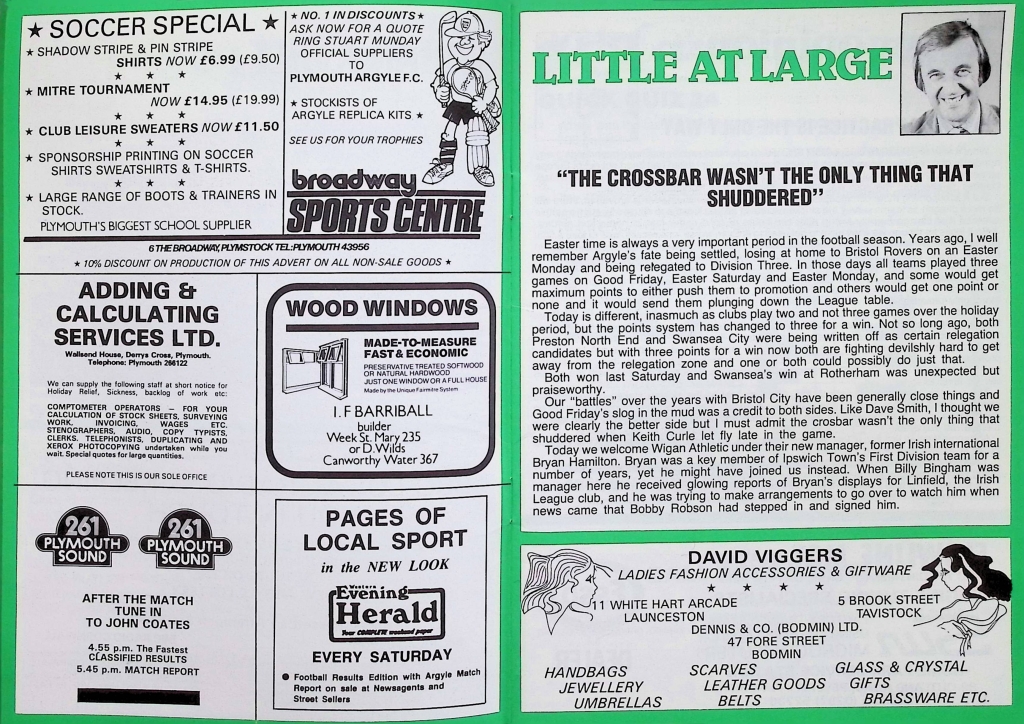 ★ SOCCER SPECIAL ★
★ SHADOW STRIPE & PIN STRIPE
SHIRTS NOW £6.99 (£9.50)
★ ★ ★
★ MITRE TOURNAMENT
NOW £14.95 (£19.99)
★ ★ ★
★ CLUB LEISURE SWEATERS NOW £11.50
★ ★ ★
★ SPONSORSHIP PRINTING ON SOCCER
SHIRTS SWEATSHIRTS & T-SHIRTS.
★ ★ ★
★ LARGE RANGE OF BOOTS & TRAINERS IN
STOCK.
PLYMOUTH'S BIGGEST SCHOOL SUPPLIER
★ NO. 1 IN DISCOUNTS ★
ASK NOW FOR A QUOTE
RING STUART MUNDAY
OFFICIAL SUPPLIERS
TO
PLYMOUTH ARGYLE F.C.
★ STOCKISTS OF
ARGYLE REPLICA KITS ★
SEE US FOR YOUR TROPHIES
broadway
SPORTS CENTRE
6 THE BROADWAY, PLYMSTOCK TEL: PLYMOUTH 43956
★ 10% DISCOUNT ON PRODUCTION OF THIS ADVERT ON ALL NON-SALE GOODS ★
ADDING &
CALCULATING
SERVICES LTD.
Wallsend House, Derrys Cross, Plymouth.
Telephone: Plymouth 266122
We can supply the following staff at short notice for
Holiday Relief, Sickness, backlog of work etc:
COMPTOMETER OPERATORS — FOR YOUR
CALCULATION OF STOCK SHEETS, SURVEYING
WORK, INVOICING, WAGES ETC.
STENOGRAPHERS, AUDIO, COPY TYPISTS,
CLERKS. TELEPHONISTS, DUPLICATING AND
XEROX PHOTOCOPYING undertaken while you
wait. Special quotes for large quantities.
PLEASE NOTE THIS IS OUR SOLE OFFICE
WOOD WINDOWS
MADE-TO-MEASURE
FAST & ECONOMIC
PRESERVATIVE TREATED SOFTWOOD
OR NATURAL HARDWOOD
JUST ONE WINDOW OR A FULL HOUSE
Made by the Unique Fairmitre System
I. F BARRIBALL
builder
Week St. Mary 235
or D. Wilds
Canworthy Water 367
261
PLYMOUTH
SOUND
261
PLYMOUTH
SOUND
AFTER THE MATCH
TUNE IN
TO JOHN COATES
4.55 p.m. The Fastest
CLASSIFIED RESULTS
5.45 p.m. MATCH REPORT
PAGES OF
LOCAL SPORT
in the NEW LOOK
Western
Evening
Herald
Your COMPLETE weekend paper
EVERY SATURDAY
● Football Results Edition with Argyle Match
Report on sale at Newsagents and
Street Sellers
LITTLE AT LARGE
"THE CROSSBAR WASN'T THE ONLY THING THAT
SHUDDERED"
Easter time is always a very important period in the football season. Years ago, I well
remember Argyle's fate being settled, losing at home to Bristol Rovers on an Easter
Monday and being relegated to Division Three. In those days all teams played three
games on Good Friday, Easter Saturday and Easter Monday, and some would get
maximum points to either push them to promotion and others would get one point or
none and it would send them plunging down the League table.
Today is different, inasmuch as clubs play two and not three games over the holiday
period, but the points system has changed to three for a win. Not so long ago, both
Preston North End and Swansea City were being written off as certain relegation
candidates but with three points for a win now both are fighting devilshly hard to get
away from the relegation zone and one or both could possibly do just that.
Both won last Saturday and Swansea's win at Rotherham was unexpected but
praiseworthy.
Our "battles" over the years with Bristol City have been generally close things and
Good Friday's slog in the mud was a credit to both sides. Like Dave Smith, I thought we
were clearly the better side but I must admit the crosbar wasn't the only thing that
shuddered when Keith Curle let fly late in the game.
Today we welcome Wigan Athletic under their new manager, former Irish international
Bryan Hamilton. Bryan was a key member of Ipswich Town's First Division team for a
number of years, yet he might have joined us instead. When Billy Bingham was
manager here he received glowing reports of Bryan's displays for Linfield, the Irish
League club, and he was trying to make arrangements to go over to watch him when
news came that Bobby Robson had stepped in and signed him.
DAVID VIGGERS
LADIES FASHION ACCESSORIES & GIFTWARE
★ ★ ★ ★
11 WHITE HART ARCADE
LAUNCESTON
5 BROOK STREET
TAVISTOCK
DENNIS & CO. (BODMIN) LTD.
47 FORE STREET
BODMIN
HANDBAGS SCARVES GLASS & CRYSTAL
JEWELLERY LEATHER GOODS GIFTS
UMBRELLAS BELTS BRASSWARE ETC.